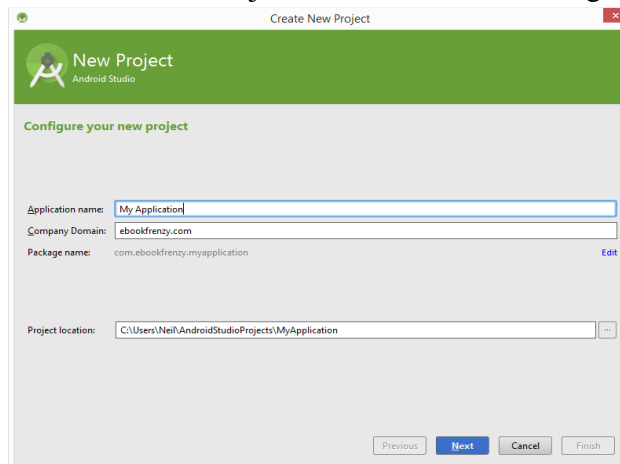 Create New Project
New Project
Android Studio
Configure your new project
Application name: My Application
Company Domain: ebookfrenzy.com
Package name: com.ebookfrenzy.myapplication Edit
Project location: C:\Users\Neil\AndroidStudioProjects\MyApplication ...
Previous Next Cancel Finish